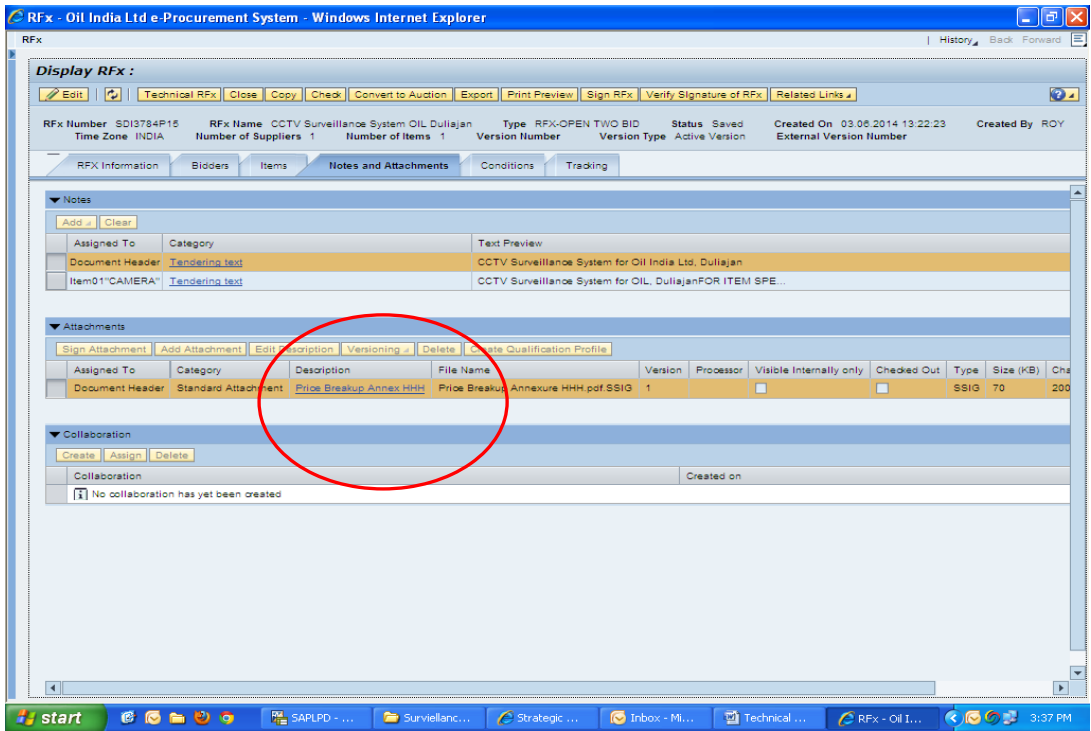 RFx - Oil India Ltd e-Procurement System - Windows Internet Explorer
RFx | History Back Forward
Display RFx :
Edit | Technical RFx Close Copy Check Convert to Auction Export Print Preview Sign RFx Verify Signature of RFx Related Links
RFx Number SDI3784P15 RFx Name CCTV Surveillance System OIL Duliajan Type RFX-OPEN TWO BID Status Saved Created On 03.06.2014 13:22:23 Created By ROY
Time Zone INDIA Number of Suppliers 1 Number of Items 1 Version Number Version Type Active Version External Version Number
RFX Information Bidders Items Notes and Attachments Conditions Tracking
Notes
Add Clear
Assigned To Category Text Preview
Document Header Tendering text CCTV Surveillance System for Oil India Ltd, Duliajan
Item01"CAMERA" Tendering text CCTV Surveillance System for OIL, DuliajanFOR ITEM SPE...
Attachments
Sign Attachment Add Attachment Edit Description Versioning Delete Create Qualification Profile
Assigned To Category Description File Name Version Processor Visible Internally only Checked Out Type Size (KB) Cha
Document Header Standard Attachment Price Breakup Annex HHH Price Breakup Annexure HHH.pdf.SSIG 1 SSIG 70 200
Collaboration
Create Assign Delete
Collaboration Created on
No collaboration has yet been created
start SAPLPD - ... Surviellanc... Strategic ... Inbox - Mi... Technical ... RFx - Oil I... 3:37 PM